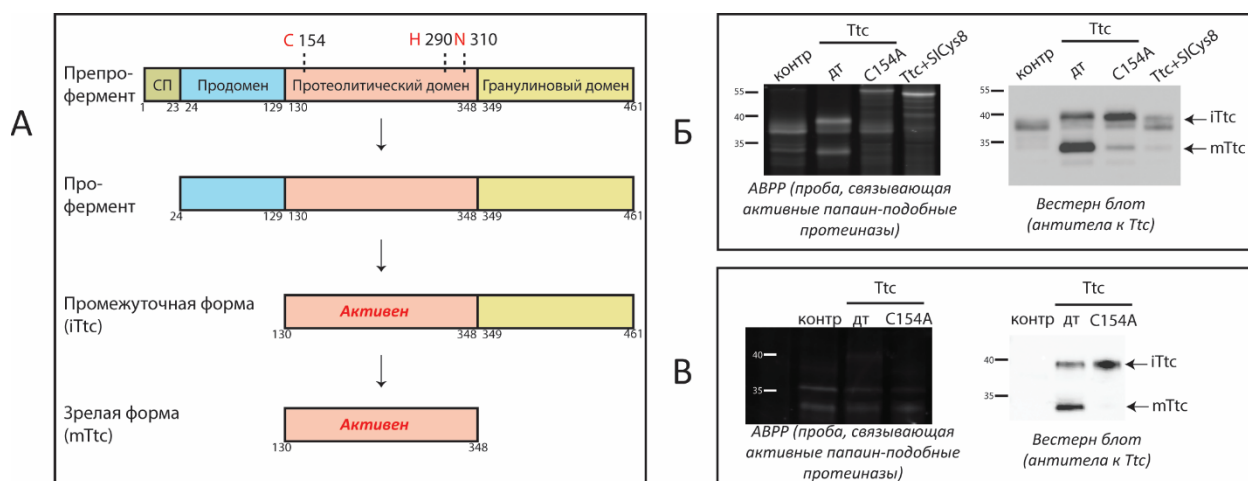 А
C 154
H 290 N 310
Препро-
фермент
СП
Продомен
Протеолитический домен
Гранулиновый домен
1
23
24
129
130
348
349
461
Про-
фермент
24
129
130
348
349
461
Промежуточная форма
(iTtc)
Активен
130
348
349
461
Зрелая форма
(mTtc)
Активен
130
348
Б
Ttc
контр
дт
C154A
Ttc+SlCys8
55
40
35
ABPP (проба, связывающая
активные папаин-подобные
протеиназы)
Ttc
контр
дт
C154A
Ttc+SlCys8
55
40
35
iTtc
mTtc
Вестерн блот
(антитела к Ttc)
В
Ttc
контр дт C154A
40
35
ABPP (проба, связывающая
активные папаин-подобные
протеиназы)
Ttc
контр дт C154A
40
35
iTtc
mTtc
Вестерн блот
(антитела к Ttc)